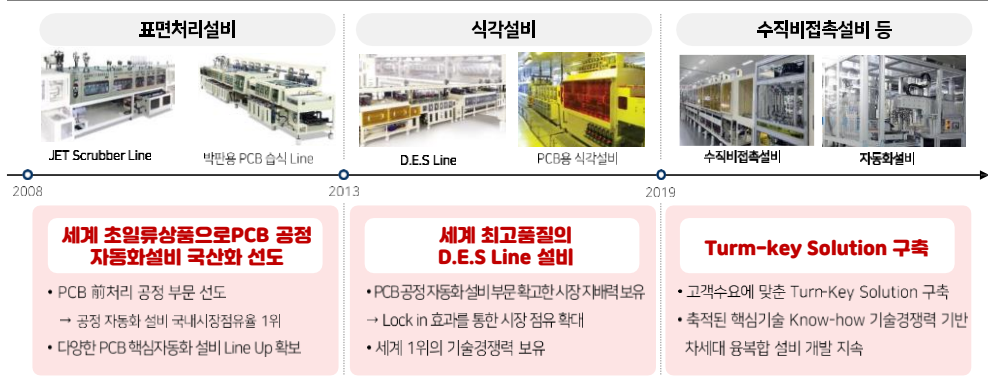 표면처리설비
식각설비
수직비접촉설비 등
JET Scrubber Line
박판용 PCB 습식 Line
D.E.S Line
PCB용 식각설비
수직비접촉설비
자동화설비
2008
2013
2019
세계 초일류상품으로PCB 공정
자동화설비 국산화 선도
• PCB 前처리 공정 부문 선도
→ 공정 자동화 설비 국내시장점유율 1위
• 다양한 PCB 핵심자동화 설비 Line Up 확보
세계 최고품질의
D.E.S Line 설비
• PCB 공정 자동화 설비 부문 확고한 시장 지배력 보유
→ Lock in 효과를 통한 시장 점유 확대
• 세계 1위의 기술경쟁력 보유
Turm-key Solution 구축
• 고객수요에 맞춘 Turn-Key Solution 구축
• 축적된 핵심기술 Know-how 기술경쟁력 기반
차세대 융복합 설비 개발 지속